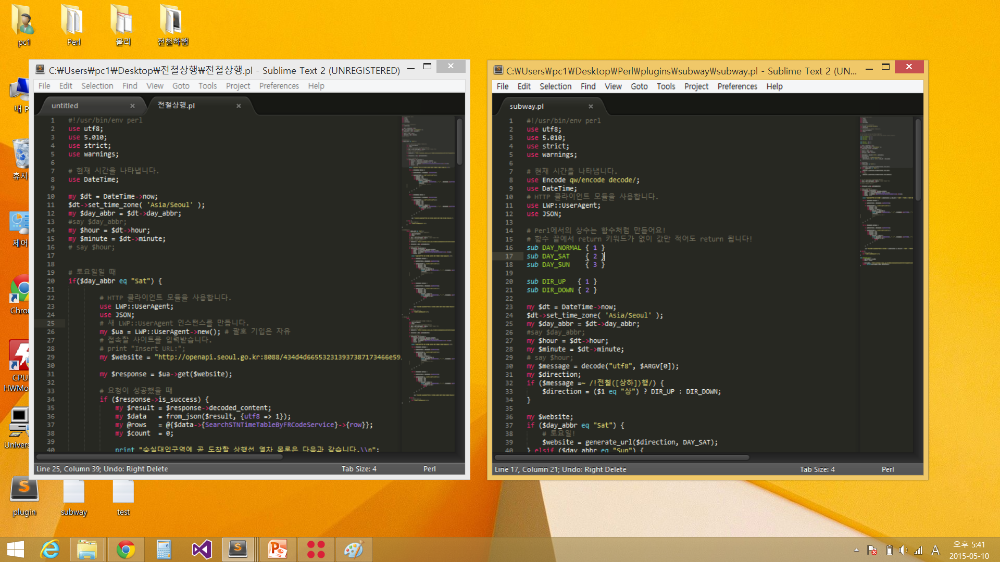 pc1
Perl
물리
전철하행
내 P
휴지
제어
Chron
CPU
HWMo
Univers
C:₩Users₩pc1₩Desktop₩전철상행₩전철상행.pl - Sublime Text 2 (UNREGISTERED)
File Edit Selection Find View Goto Tools Project Preferences Help
untitled
전철상행.pl
1 #!/usr/bin/env perl
2 use utf8;
3 use 5.010;
4 use strict;
5 use warnings;
6
7 # 현재 시간을 나타냅니다.
8 use DateTime;
9
10 my $dt = DateTime->now;
11 $dt->set_time_zone( 'Asia/Seoul' );
12 my $day_abbr = $dt->day_abbr;
13 #say $day_abbr;
14 my $hour = $dt->hour;
15 my $minute = $dt->minute;
16 # say $hour;
17
18
19 # 토요일일 때
20 if($day_abbr eq "Sat") {
21
22 # HTTP 클라이언트 모듈을 사용합니다.
23 use LWP::UserAgent;
24 use JSON;
25 # 새 LWP::UserAgent 인스턴스를 만듭니다.
26 my $ua = LWP::UserAgent->new(); # 괄호 기입은 자유
27 # 접속할 사이트를 입력받습니다.
28 # print "Insert URL:";
29 my $website = "http://openapi.seoul.go.kr:8088/434d4d6655323139373871734​66e59
30
31 my $response = $ua->get($website);
32
33 # 요청이 성공했을 때
34 if ($response->is_success) {
35 my $result = $response->decoded_content;
36 my $data = from_json($result, {utf8 => 1});
37 my @rows = @{$data->{SearchSTNTimeTableByFRCodeService}->{row}};
38 my $count = 0;
39
40 print "숭실대입구역에 곧 도착할 상행선 열차 목록은 다음과 같습니다.\\n";
Line 25, Column 39; Undo: Right Delete
Tab Size: 4
Perl
C:₩Users₩pc1₩Desktop₩Perl₩plugins₩subway₩subway.pl - Sublime Text 2 (UN...
File Edit Selection Find View Goto Tools Project Preferences Help
subway.pl
1 #!/usr/bin/env perl
2 use utf8;
3 use 5.010;
4 use strict;
5 use warnings;
6
7 # 현재 시간을 나타냅니다.
8 use Encode qw/encode decode/;
9 use DateTime;
10 # HTTP 클라이언트 모듈을 사용합니다.
11 use LWP::UserAgent;
12 use JSON;
13
14 # Perl에서의 상수는 함수처럼 만들어요!
15 # 함수 끝에서 return 키워드가 없이 값만 적어도 return 됩니다!
16 sub DAY_NORMAL { 1 }
17 sub DAY_SAT { 2 }
18 sub DAY_SUN { 3 }
19
20 sub DIR_UP { 1 }
21 sub DIR_DOWN { 2 }
22
23 my $dt = DateTime->now;
24 $dt->set_time_zone( 'Asia/Seoul' );
25 my $day_abbr = $dt->day_abbr;
26 #say $day_abbr;
27 my $hour = $dt->hour;
28 my $minute = $dt->minute;
29 # say $hour;
30 my $message = decode("utf8", $ARGV[0]);
31 my $direction;
32 if ($message =~ /!전철([상하])행/) {
33 $direction = ($1 eq "상") ? DIR_UP : DIR_DOWN;
34 }
35
36 my $website;
37 if ($day_abbr eq "Sat") {
38 # 토요일!
39 $website = generate_url($direction, DAY_SAT);
40 } elsif ($day_abbr eq "Sun") {
Line 17, Column 21; Undo: Right Delete
Tab Size: 4
Perl
plugin
subway
test
A
오후 5:41
2015-05-10